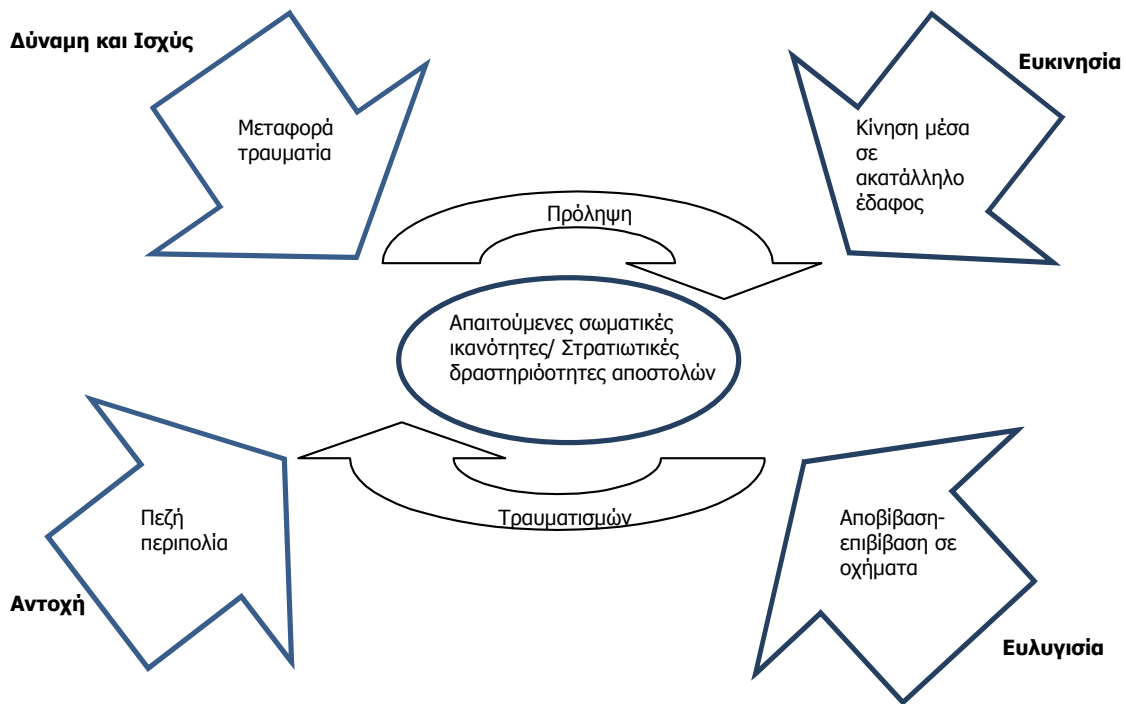 Δύναμη και Ισχύς
Ευκινησία
Μεταφορά
τραυματία
Κίνηση μέσα
σε
ακατάλληλο
έδαφος
Πρόληψη
Απαιτούμενες σωματικές
ικανότητες/ Στρατιωτικές
δραστηριόοτητες αποστολών
Τραυματισμών
Πεζή
περιπολία
Αποβίβαση-
επιβίβαση σε
οχήματα
Αντοχή
Ευλυγισία